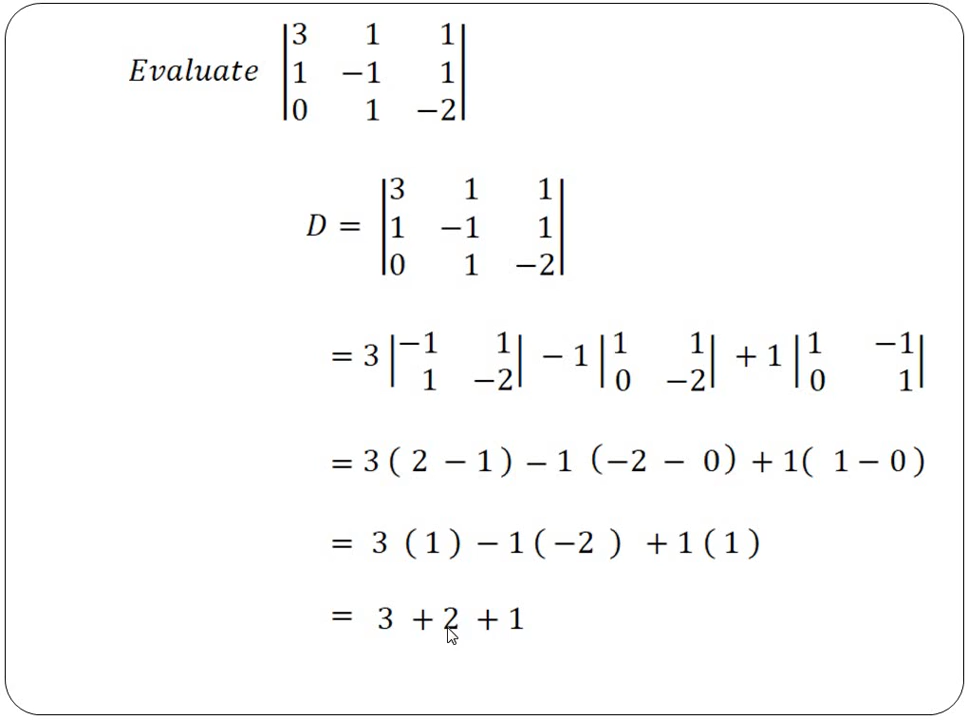 Evaluate |3 1 1|
|1 −1 1|
|0 1 −2|
D = |3 1 1|
|1 −1 1|
|0 1 −2|
= 3 |−1 1| − 1 |1 1| + 1 |1 −1|
|1 −2| |0 −2| |0 1|
= 3 ( 2 − 1 ) − 1 (−2 − 0) + 1( 1 − 0 )
= 3 (1) − 1 (−2 ) + 1 (1)
= 3 + 2 + 1